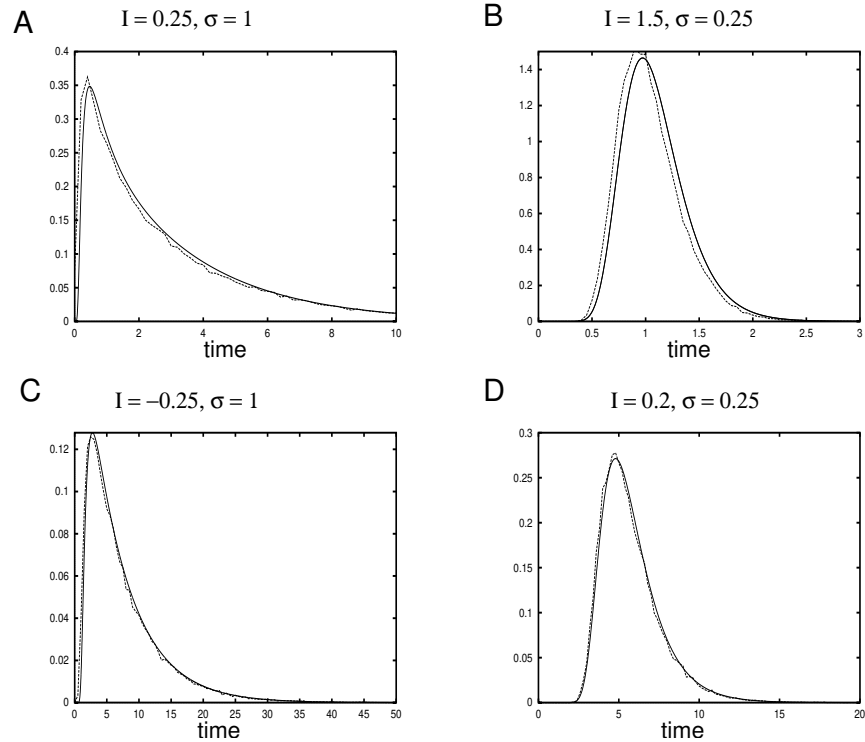 A
I = 0.25, σ = 1
0.4
0.35
0.3
0.25
0.2
0.15
0.1
0.05
0
0 2 4 6 8 10
time
B
I = 1.5, σ = 0.25
1.4
1.2
1
0.8
0.6
0.4
0.2
0
0 0.5 1 1.5 2 2.5 3
time
C
I = −0.25, σ = 1
0.12
0.1
0.08
0.06
0.04
0.02
0
0 5 10 15 20 25 30 35 40 45 50
time
D
I = 0.2, σ = 0.25
0.3
0.25
0.2
0.15
0.1
0.05
0
0 5 10 15 20
time